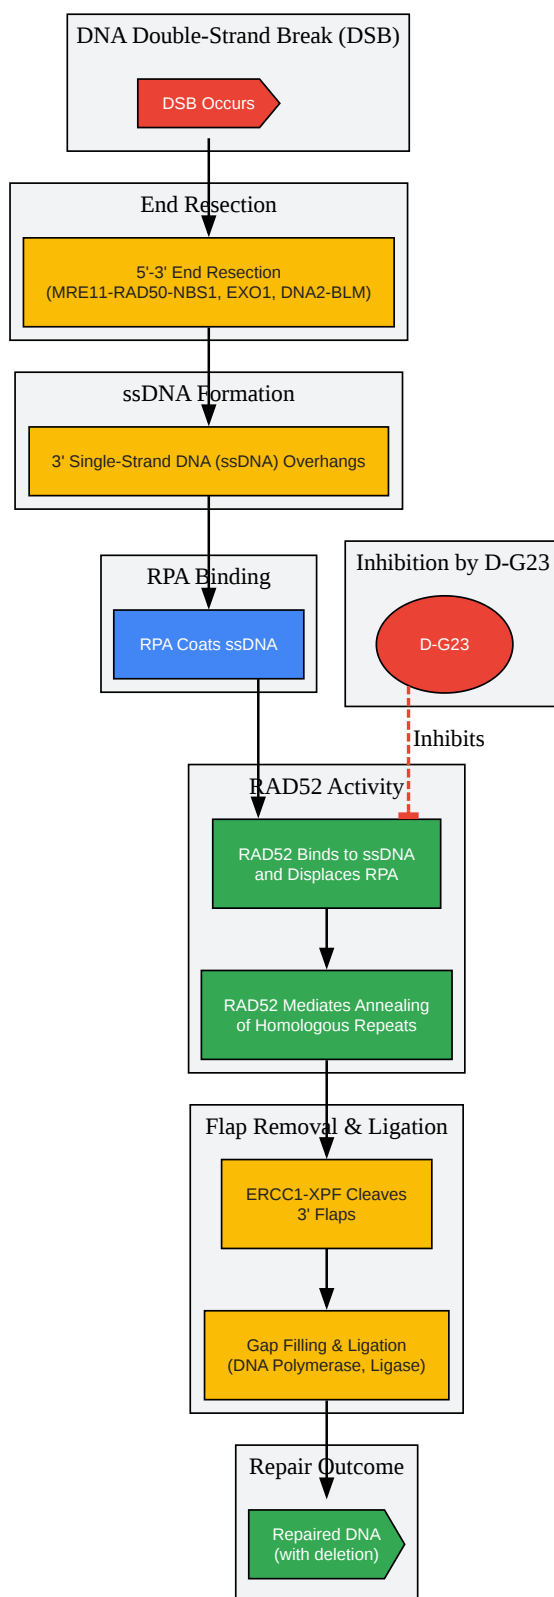 DNA Double-Strand Break (DSB)
DSB Occurs
End Resection
5'-3' End Resection
(MRE11-RAD50-NBS1, EXO1, DNA2-BLM)
ssDNA Formation
3' Single-Strand DNA (ssDNA) Overhangs
RPA Binding
RPA Coats ssDNA
Inhibition by D-G23
D-G23
Inhibits
RAD52 Activity
RAD52 Binds to ssDNA
and Displaces RPA
RAD52 Mediates Annealing
of Homologous Repeats
Flap Removal & Ligation
ERCC1-XPF Cleaves
3' Flaps
Gap Filling & Ligation
(DNA Polymerase, Ligase)
Repair Outcome
Repaired DNA
(with deletion)